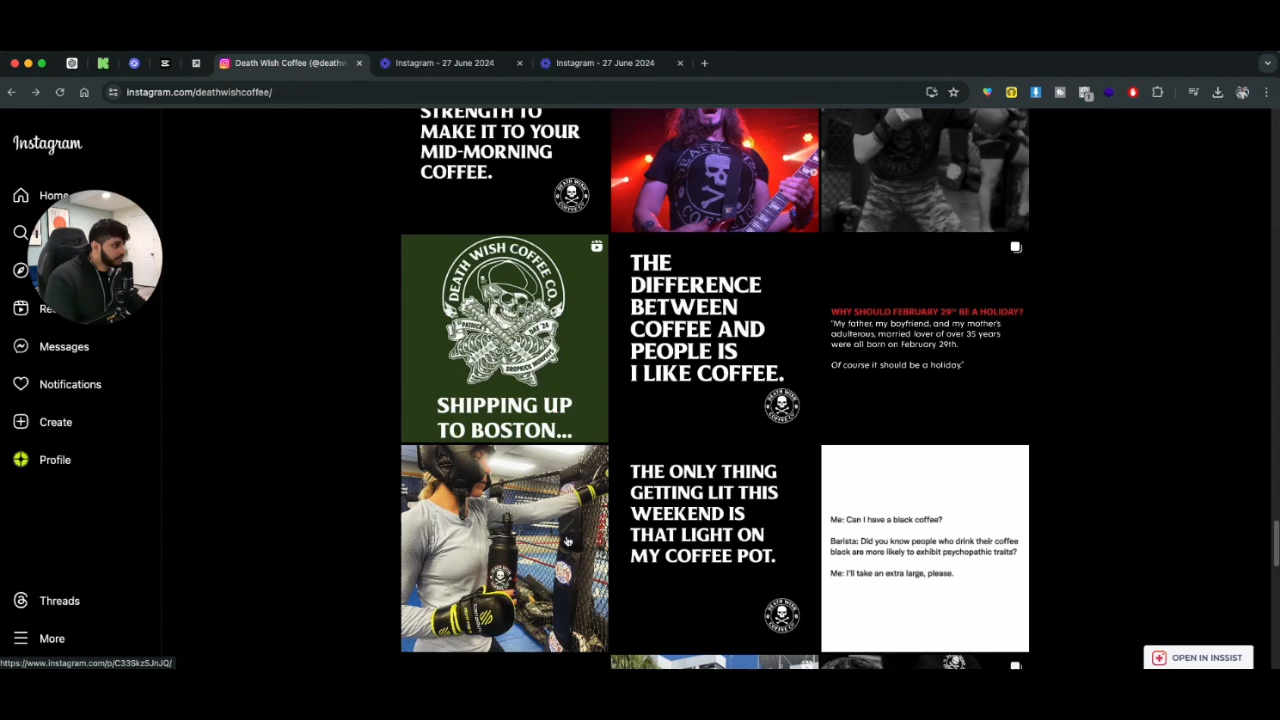 Death Wish Coffee (@deathw
Instagram - 27 June 2024
Instagram - 27 June 2024
instagram.com/deathwishcoffee/
Instagram
Home
Messages
Notifications
Create
Profile
Threads
More
https://www.instagram.com/p/C33SkzSJnJQ/
STRENGTH TO
MAKE IT TO YOUR
MID-MORNING
COFFEE.
DEATH WISH COFFEE CO.
SHIPPING UP
TO BOSTON...
THE
DIFFERENCE
BETWEEN
COFFEE AND
PEOPLE IS
I LIKE COFFEE.
WHY SHOULD FEBRUARY 29TH BE A HOLIDAY?
"My father, my boyfriend, and my mother's
adulterous, married lover of over 35 years
were all born on February 29th.
Of course it should be a holiday."
THE ONLY THING
GETTING LIT THIS
WEEKEND IS
THAT LIGHT ON
MY COFFEE POT.
Me: Can I have a black coffee?
Barista: Did you know people who drink their coffee
black are more likely to exhibit psychopathic traits?
Me: I'll take an extra large, please.
OPEN IN INSSIST